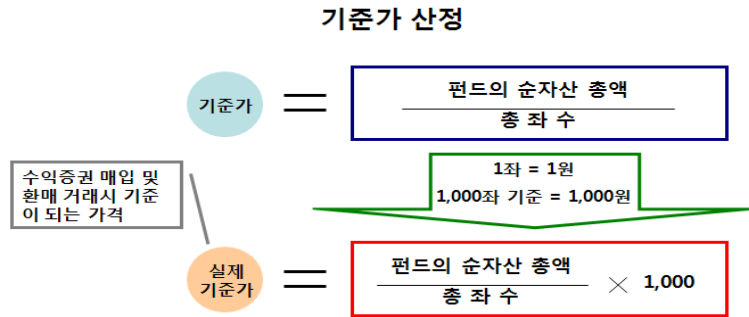 기준가 산정
기준가
펀드의 순자산 총액
총 좌 수
1좌 = 1원
1,000좌 기준 = 1,000원
수익증권 매입 및
환매 거래시 기준
이 되는 가격
실제
기준가
펀드의 순자산 총액
총 좌 수
× 1,000